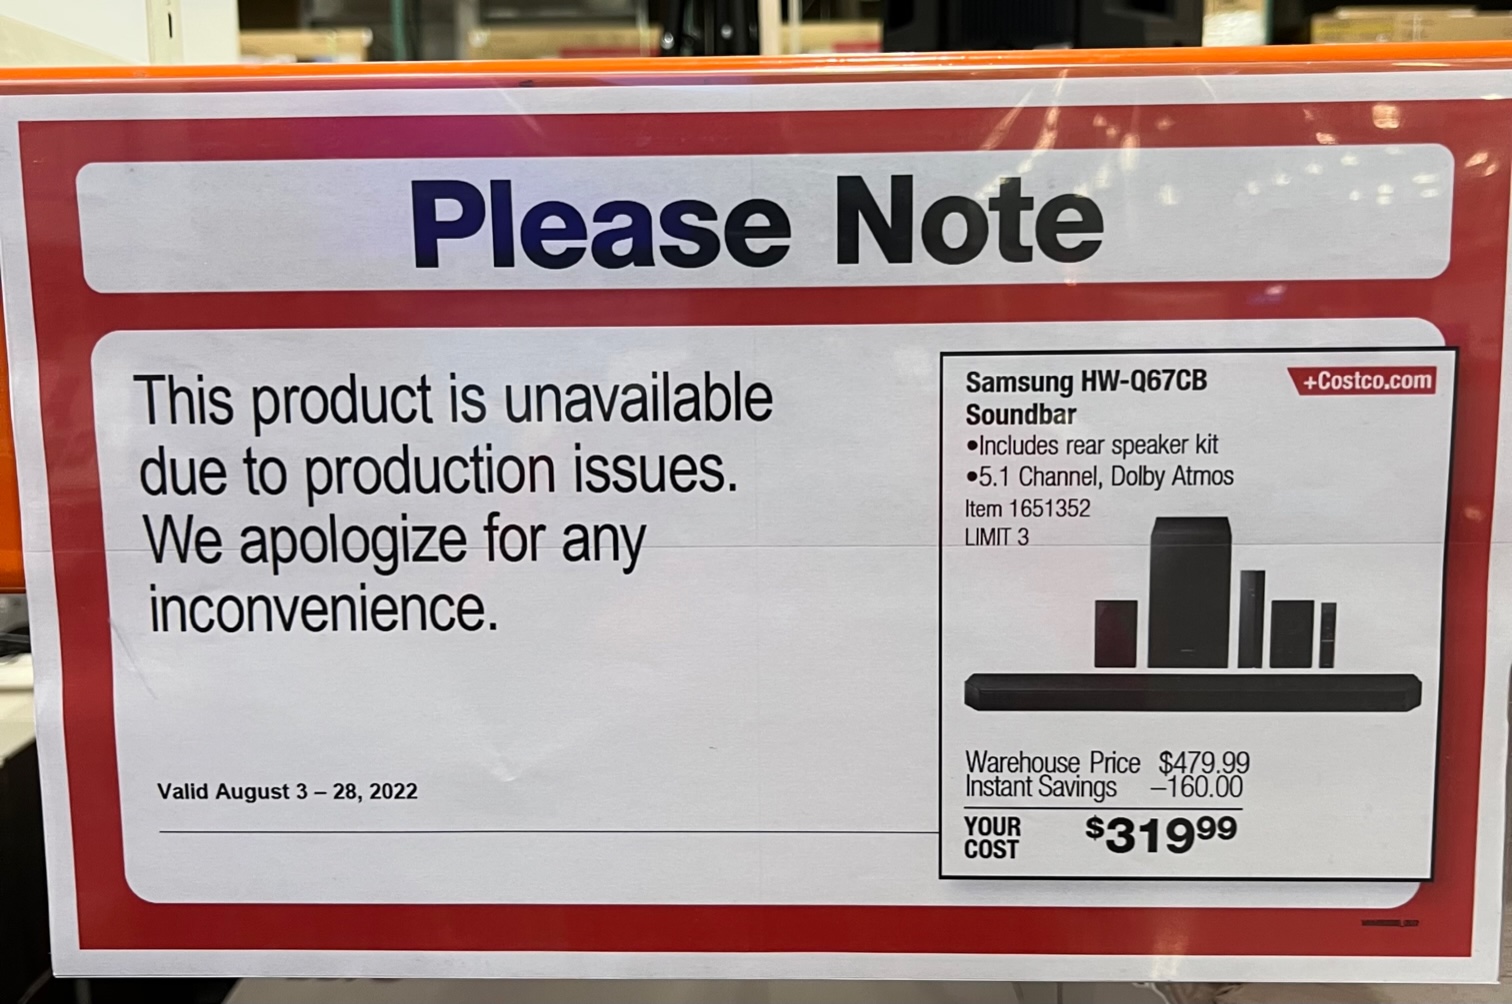 Please Note
This product is unavailable
due to production issues.
We apologize for any
inconvenience.
Valid August 3 – 28, 2022
Samsung HW-Q67CB
Soundbar
+Costco.com
•Includes rear speaker kit
•5.1 Channel, Dolby Atmos
Item 1651352
LIMIT 3
Warehouse Price $479.99
Instant Savings –160.00
YOUR
COST
$31999